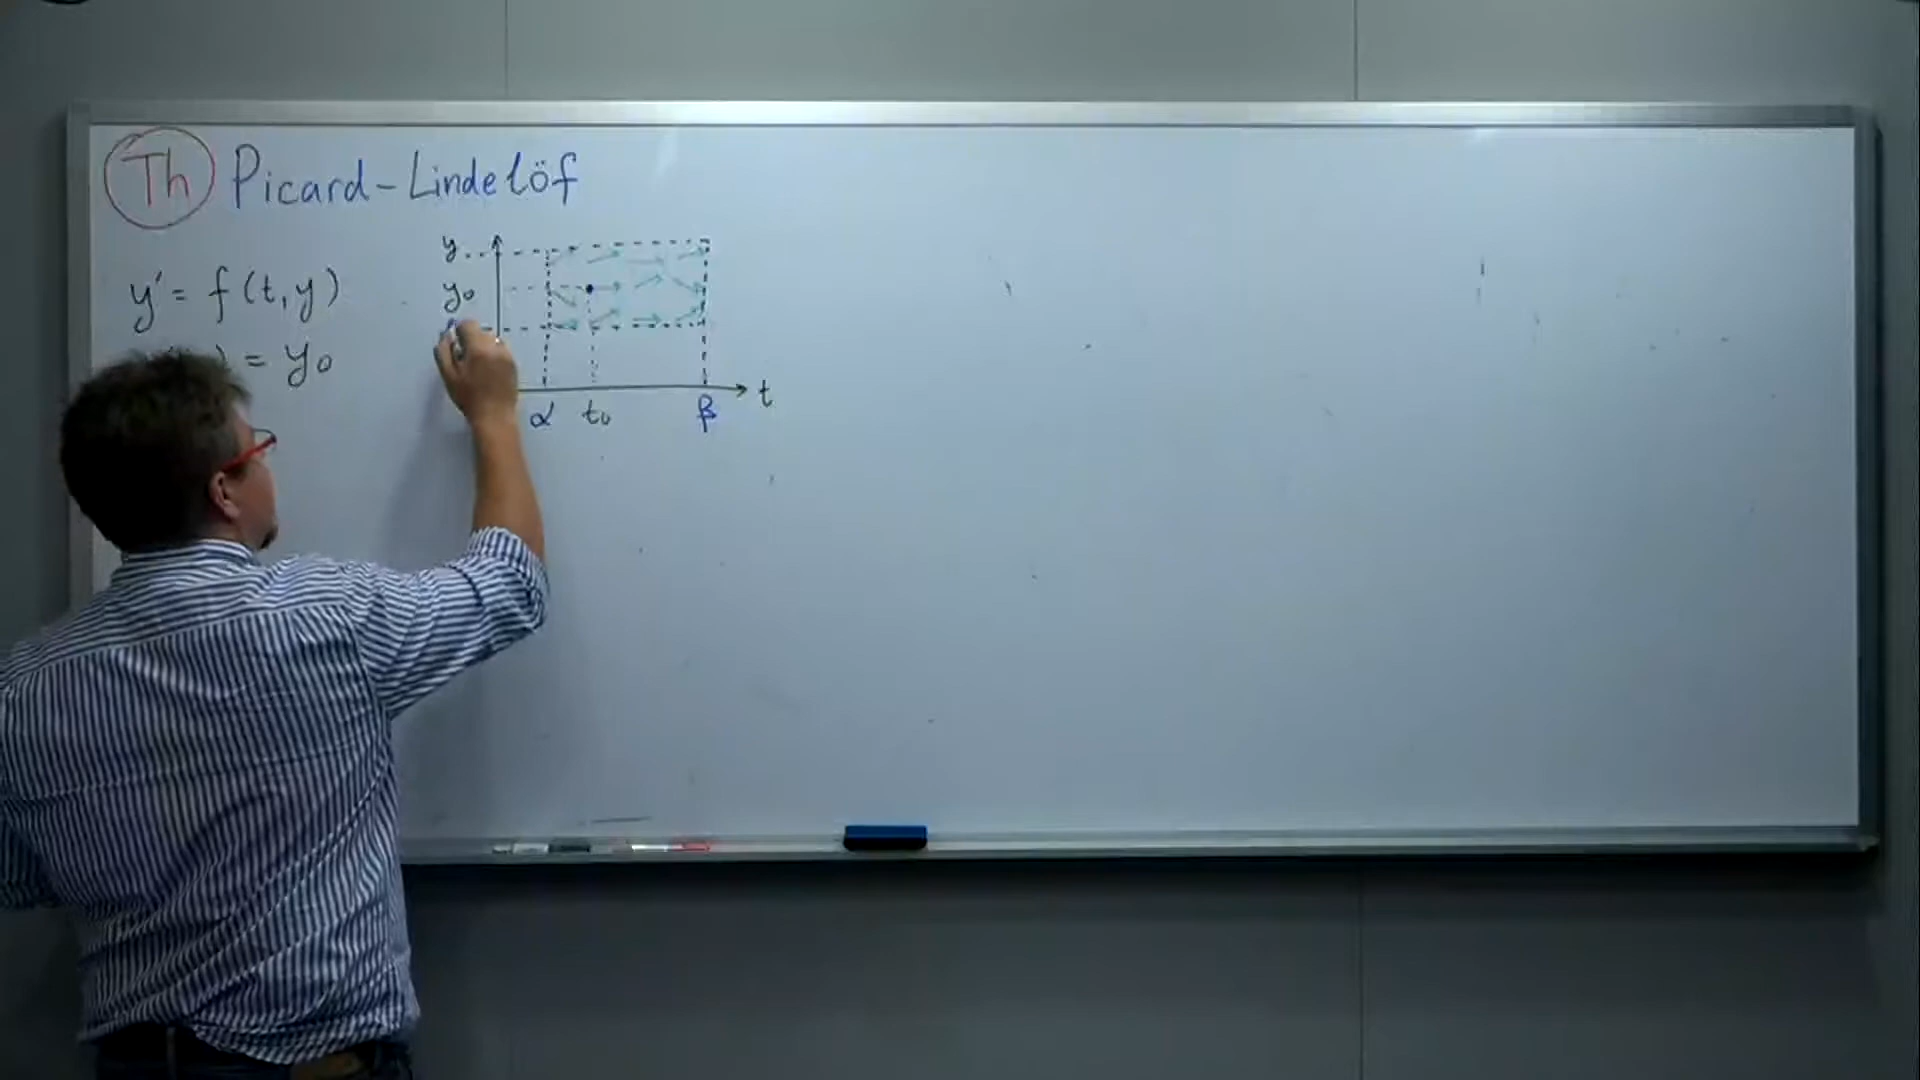 Th Picard-Lindelöf
y
y' = f(t,y)
y₀
) = y₀
t
α t₀ β